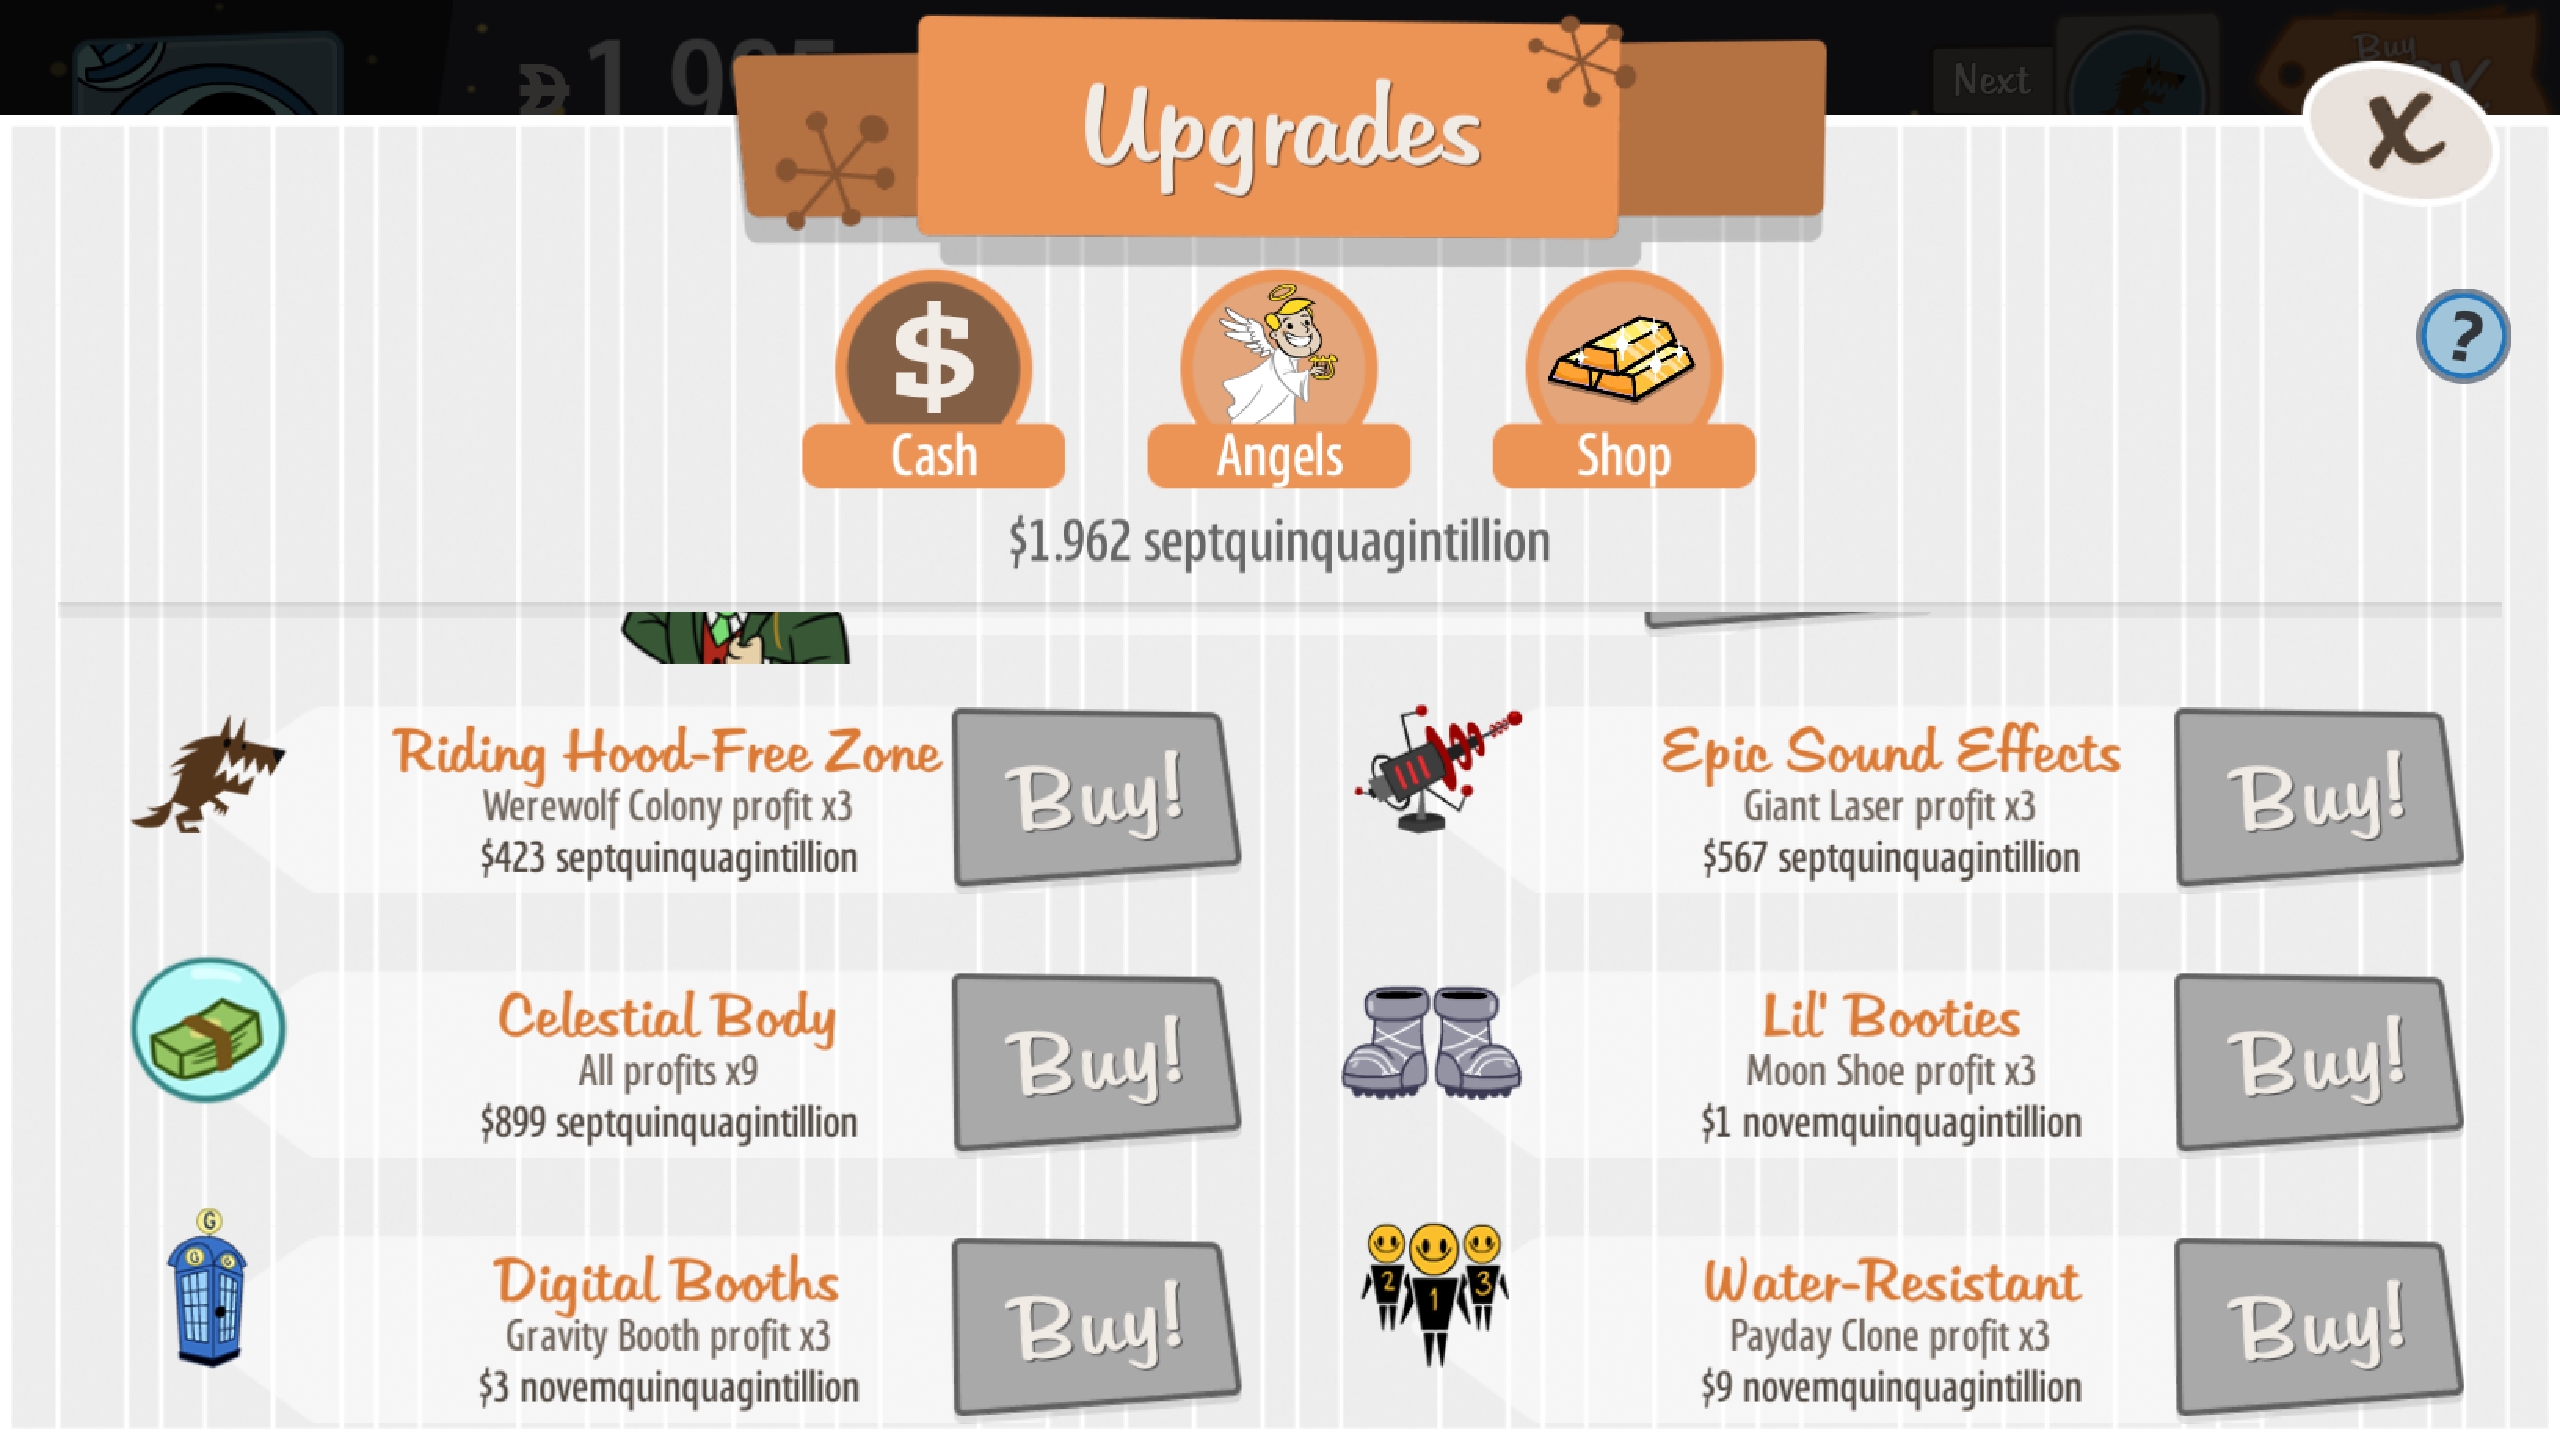 Next
Buy
Upgrades
X
?
$
Cash
Angels
Shop
$1.962 septquinquagintillion
Riding Hood-Free Zone
Werewolf Colony profit x3
$423 septquinquagintillion
Buy!
Epic Sound Effects
Giant Laser profit x3
$567 septquinquagintillion
Buy!
Celestial Body
All profits x9
$899 septquinquagintillion
Buy!
Lil' Booties
Moon Shoe profit x3
$1 novemquinquagintillion
Buy!
G
G G
Digital Booths
Gravity Booth profit x3
$3 novemquinquagintillion
Buy!
2 1 3
Water-Resistant
Payday Clone profit x3
$9 novemquinquagintillion
Buy!